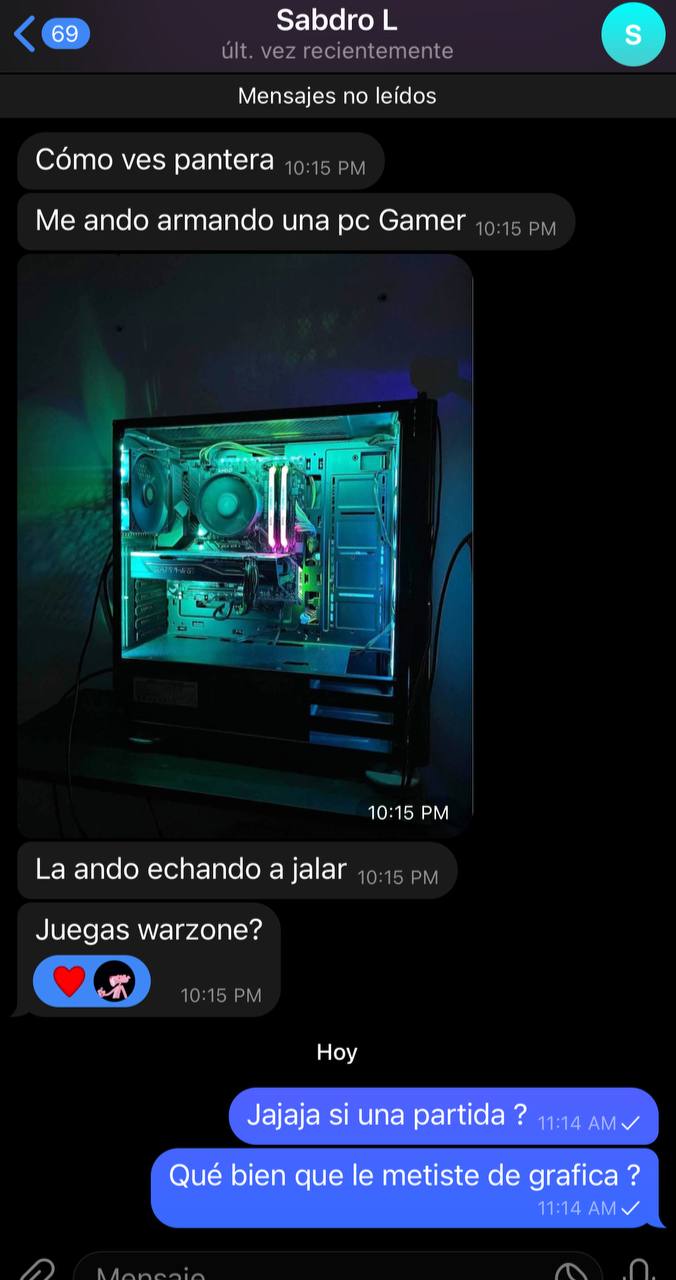 69
Sabdro L
últ. vez recientemente
S
Mensajes no leídos
Cómo ves pantera 10:15 PM
Me ando armando una pc Gamer 10:15 PM
10:15 PM
La ando echando a jalar 10:15 PM
Juegas warzone?
10:15 PM
Hoy
Jajaja si una partida ? 11:14 AM
Qué bien que le metiste de grafica ?
11:14 AM
Mensaje